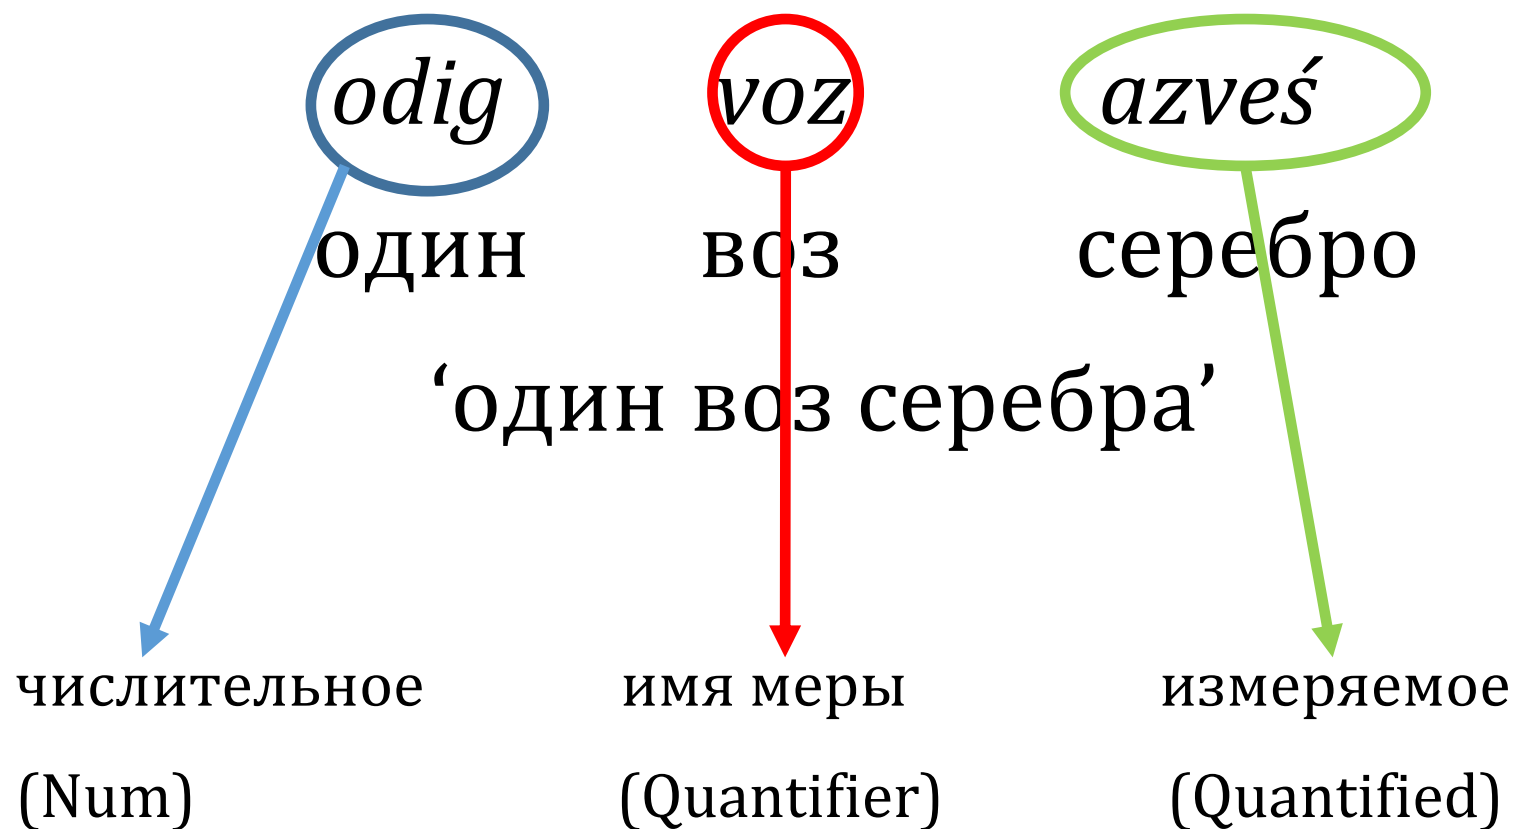 odig voz azveś
один воз серебро
‘один воз серебра’
числительное имя меры измеряемое
(Num) (Quantifier) (Quantified)